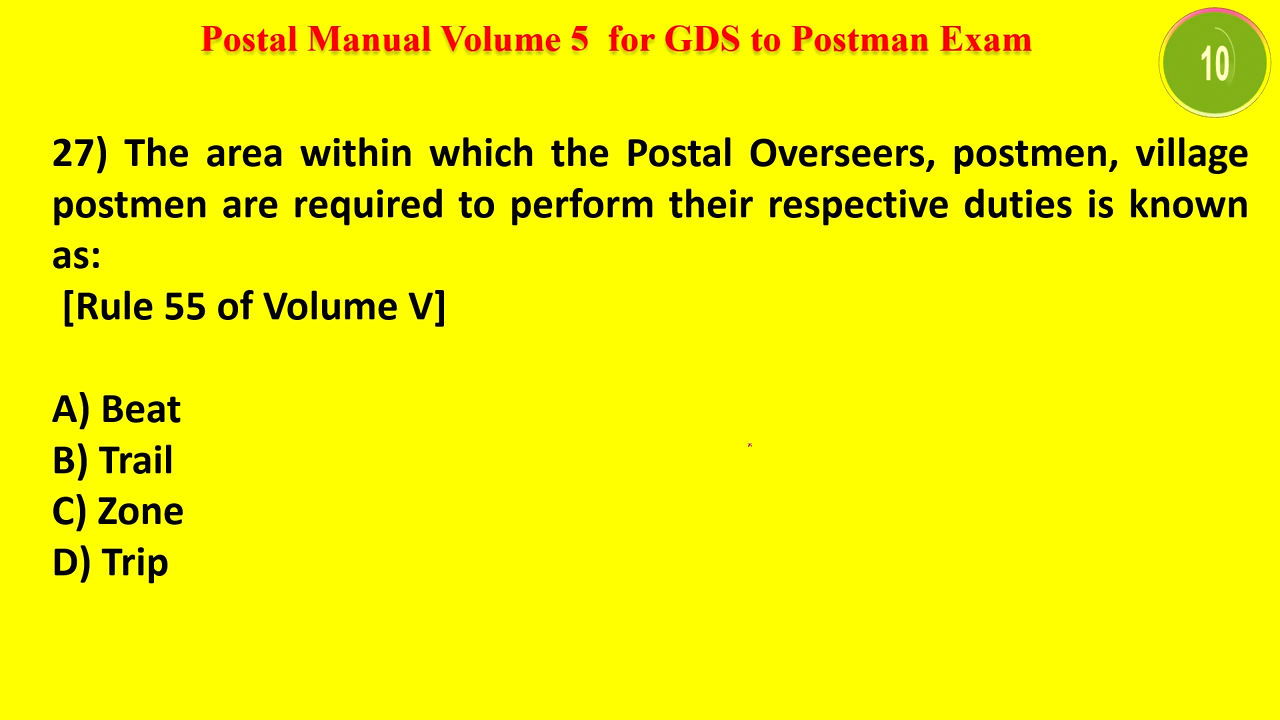 Postal Manual Volume 5 for GDS to Postman Exam
10
27) The area within which the Postal Overseers, postmen, village
postmen are required to perform their respective duties is known
as:
[Rule 55 of Volume V]
A) Beat
B) Trail
C) Zone
D) Trip